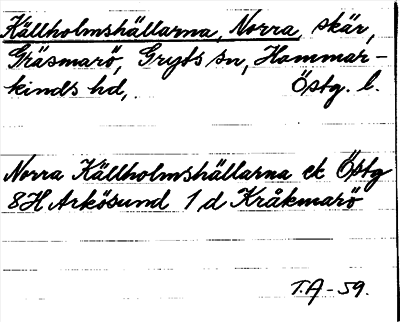 Källholmshällarna, Norra, skär,
Gräsmarö, Gryts sn, Hammar-
kinds hd, Östg. l.
Norra Källholmshällarna ek Östg
8H Arkösund 1 d Kråkmarö
T.A-59.